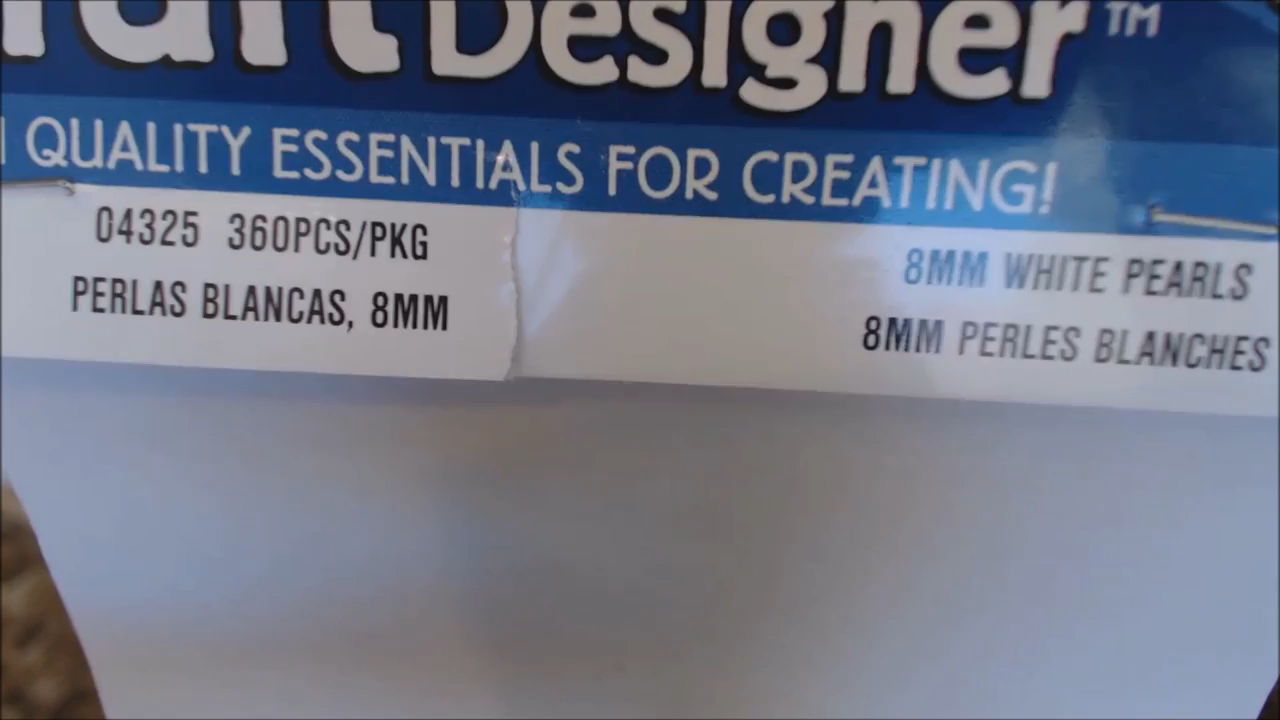 Designer™
QUALITY ESSENTIALS FOR CREATING!
04325 360PCS/PKG
PERLAS BLANCAS, 8MM
8MM WHITE PEARLS
8MM PERLES BLANCHES